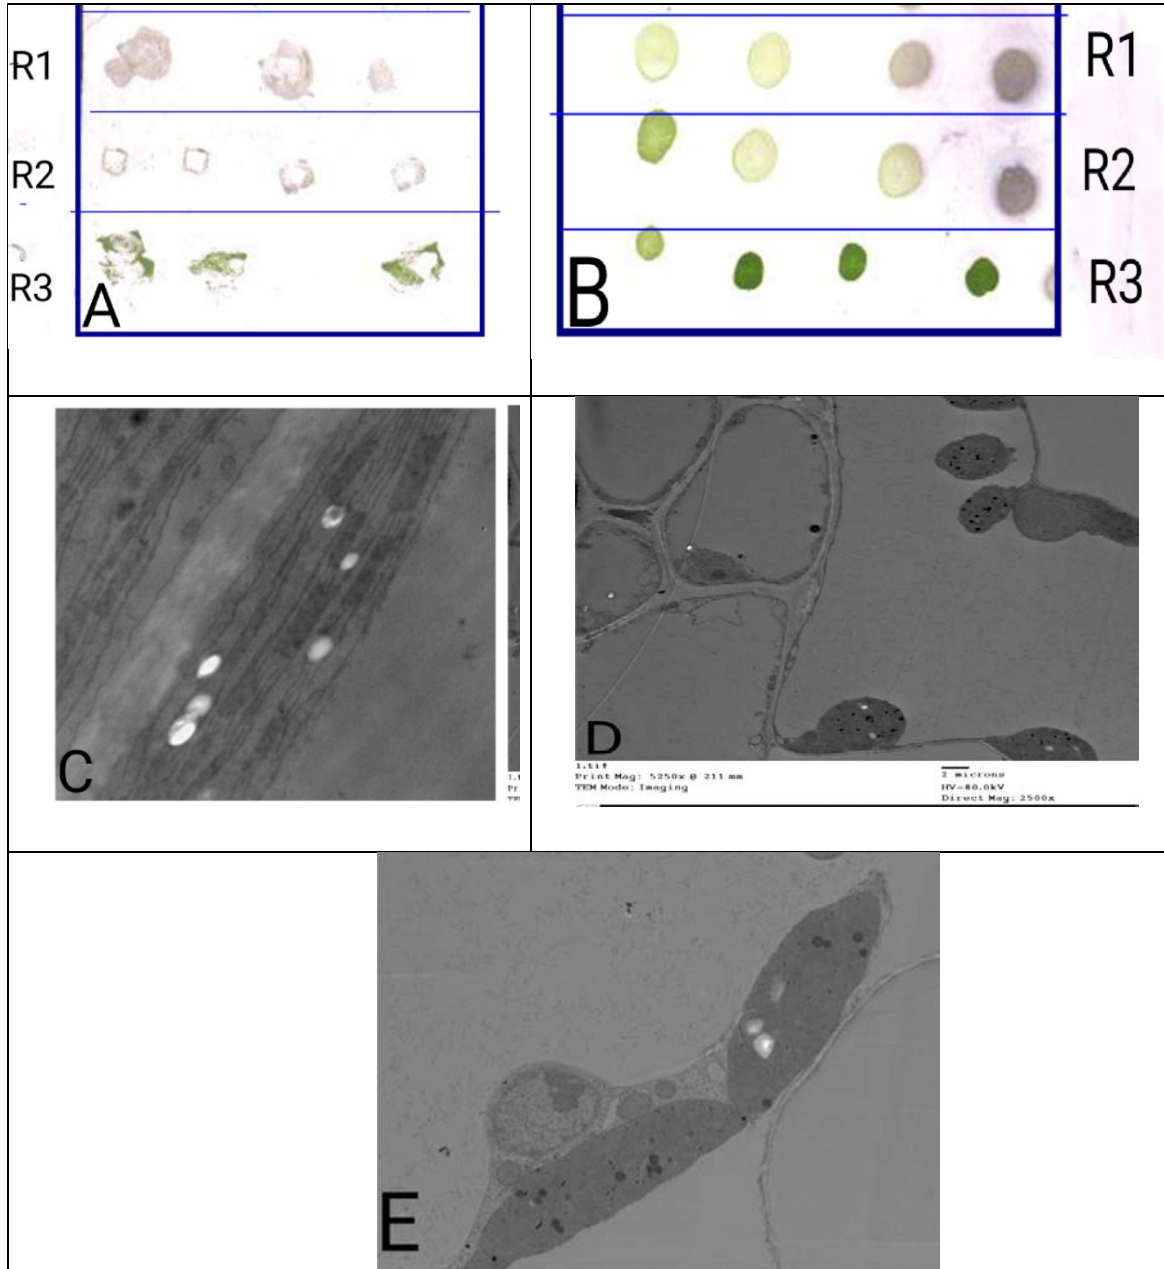 R1
R2
R3
A
R1
R2
R3
B
C
D
1.tif
Print Mag: 5250x @ 211 mm
TEM Mode: Imaging
2 microns
HV=80.0kV
Direct Mag: 2500x
E